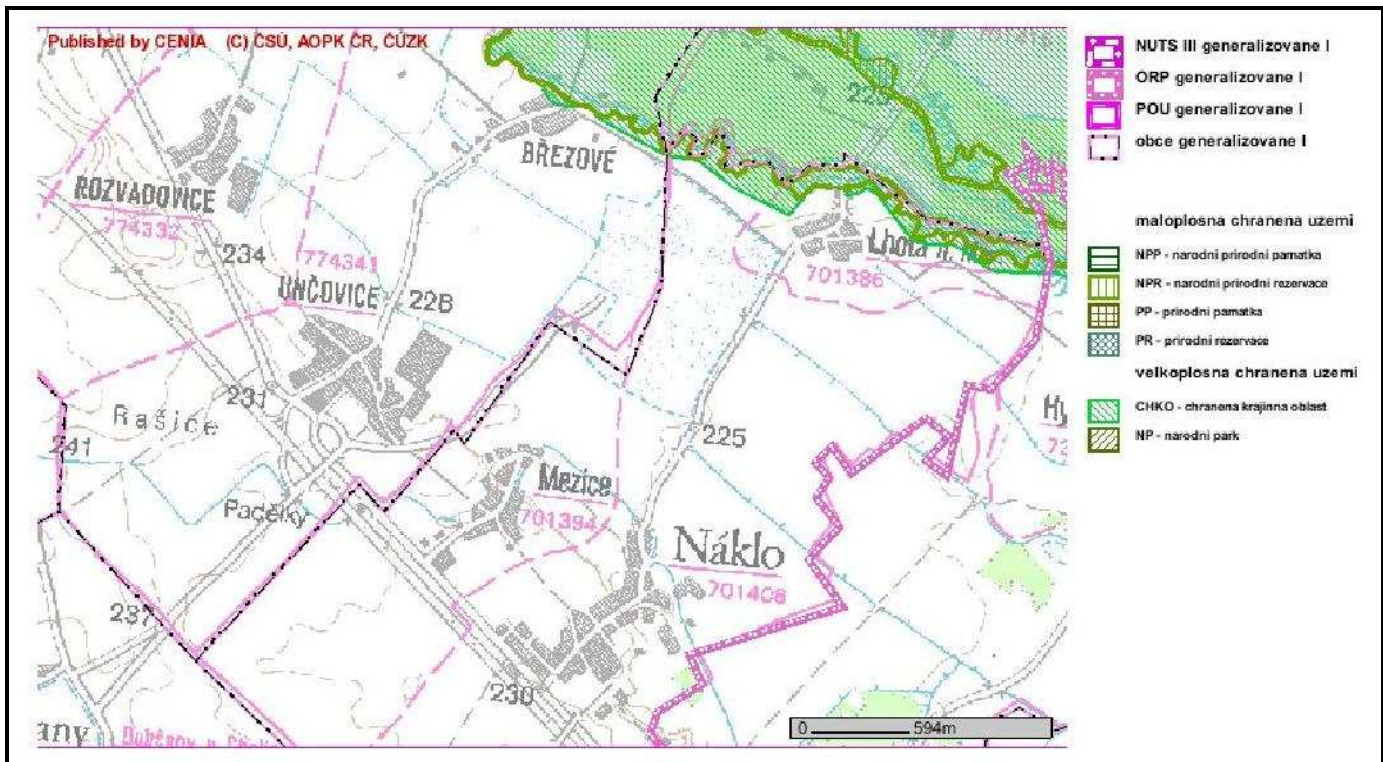 Published by CENIA (C) ČSÚ, AOPK ČR, ČÚZK
225
BŘEZOVÉ
ROZVADOVICE
774332
234
774341
UNČOVICE
228
Lhota n.
701386
231
Rašice
241
225
Mezice
701394
Padělky
Náklo
701408
237
230
any
0 594m
NUTS III generalizovane I
ORP generalizovane I
POU generalizovane I
obce generalizovane I
maloplosna chranena uzemi
NPP - narodni prirodni pamatka
NPR - narodni prirodni rezervace
PP - prirodni pamatka
PR - prirodni rezervace
velkoplosna chranena uzemi
CHKO - chranena krajinna oblast
NP - narodni park